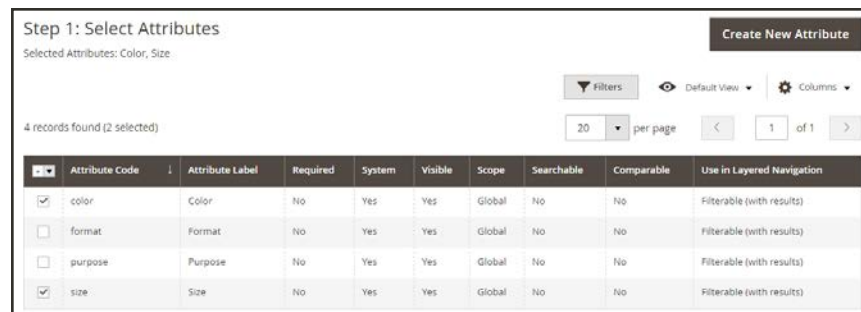 Step 1: Select Attributes
Create New Attribute
Selected Attributes: Color, Size
Filters Default View Columns
4 records found (2 selected) 20 per page 1 of 1
Attribute Code Attribute Label Required System Visible Scope Searchable Comparable Use in Layered Navigation
color Color No Yes Yes Global No No Filterable (with results)
format Format No Yes Yes Global No No Filterable (with results)
purpose Purpose No Yes Yes Global No No Filterable (with results)
size Size No Yes Yes Global No No Filterable (with results)